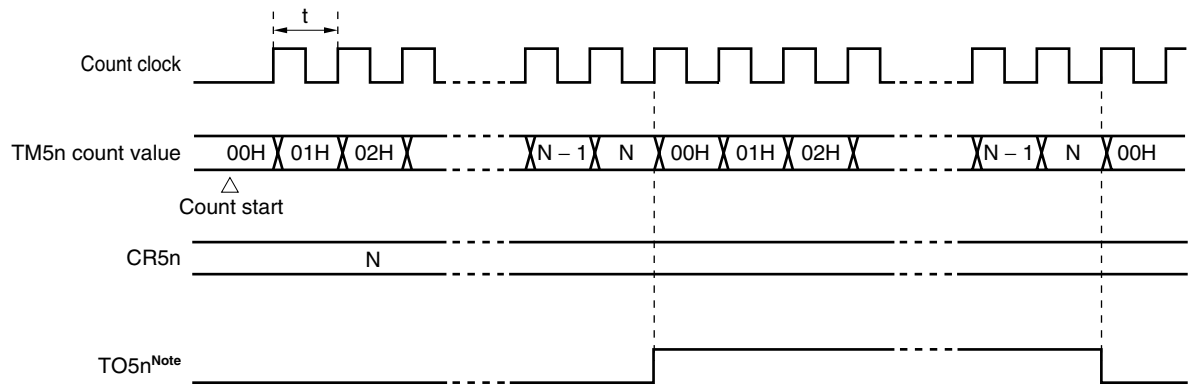 t
Count clock
TM5n count value 00H 01H 02H N – 1 N 00H 01H 02H N – 1 N 00H
Count start
CR5n N
TO5nNote